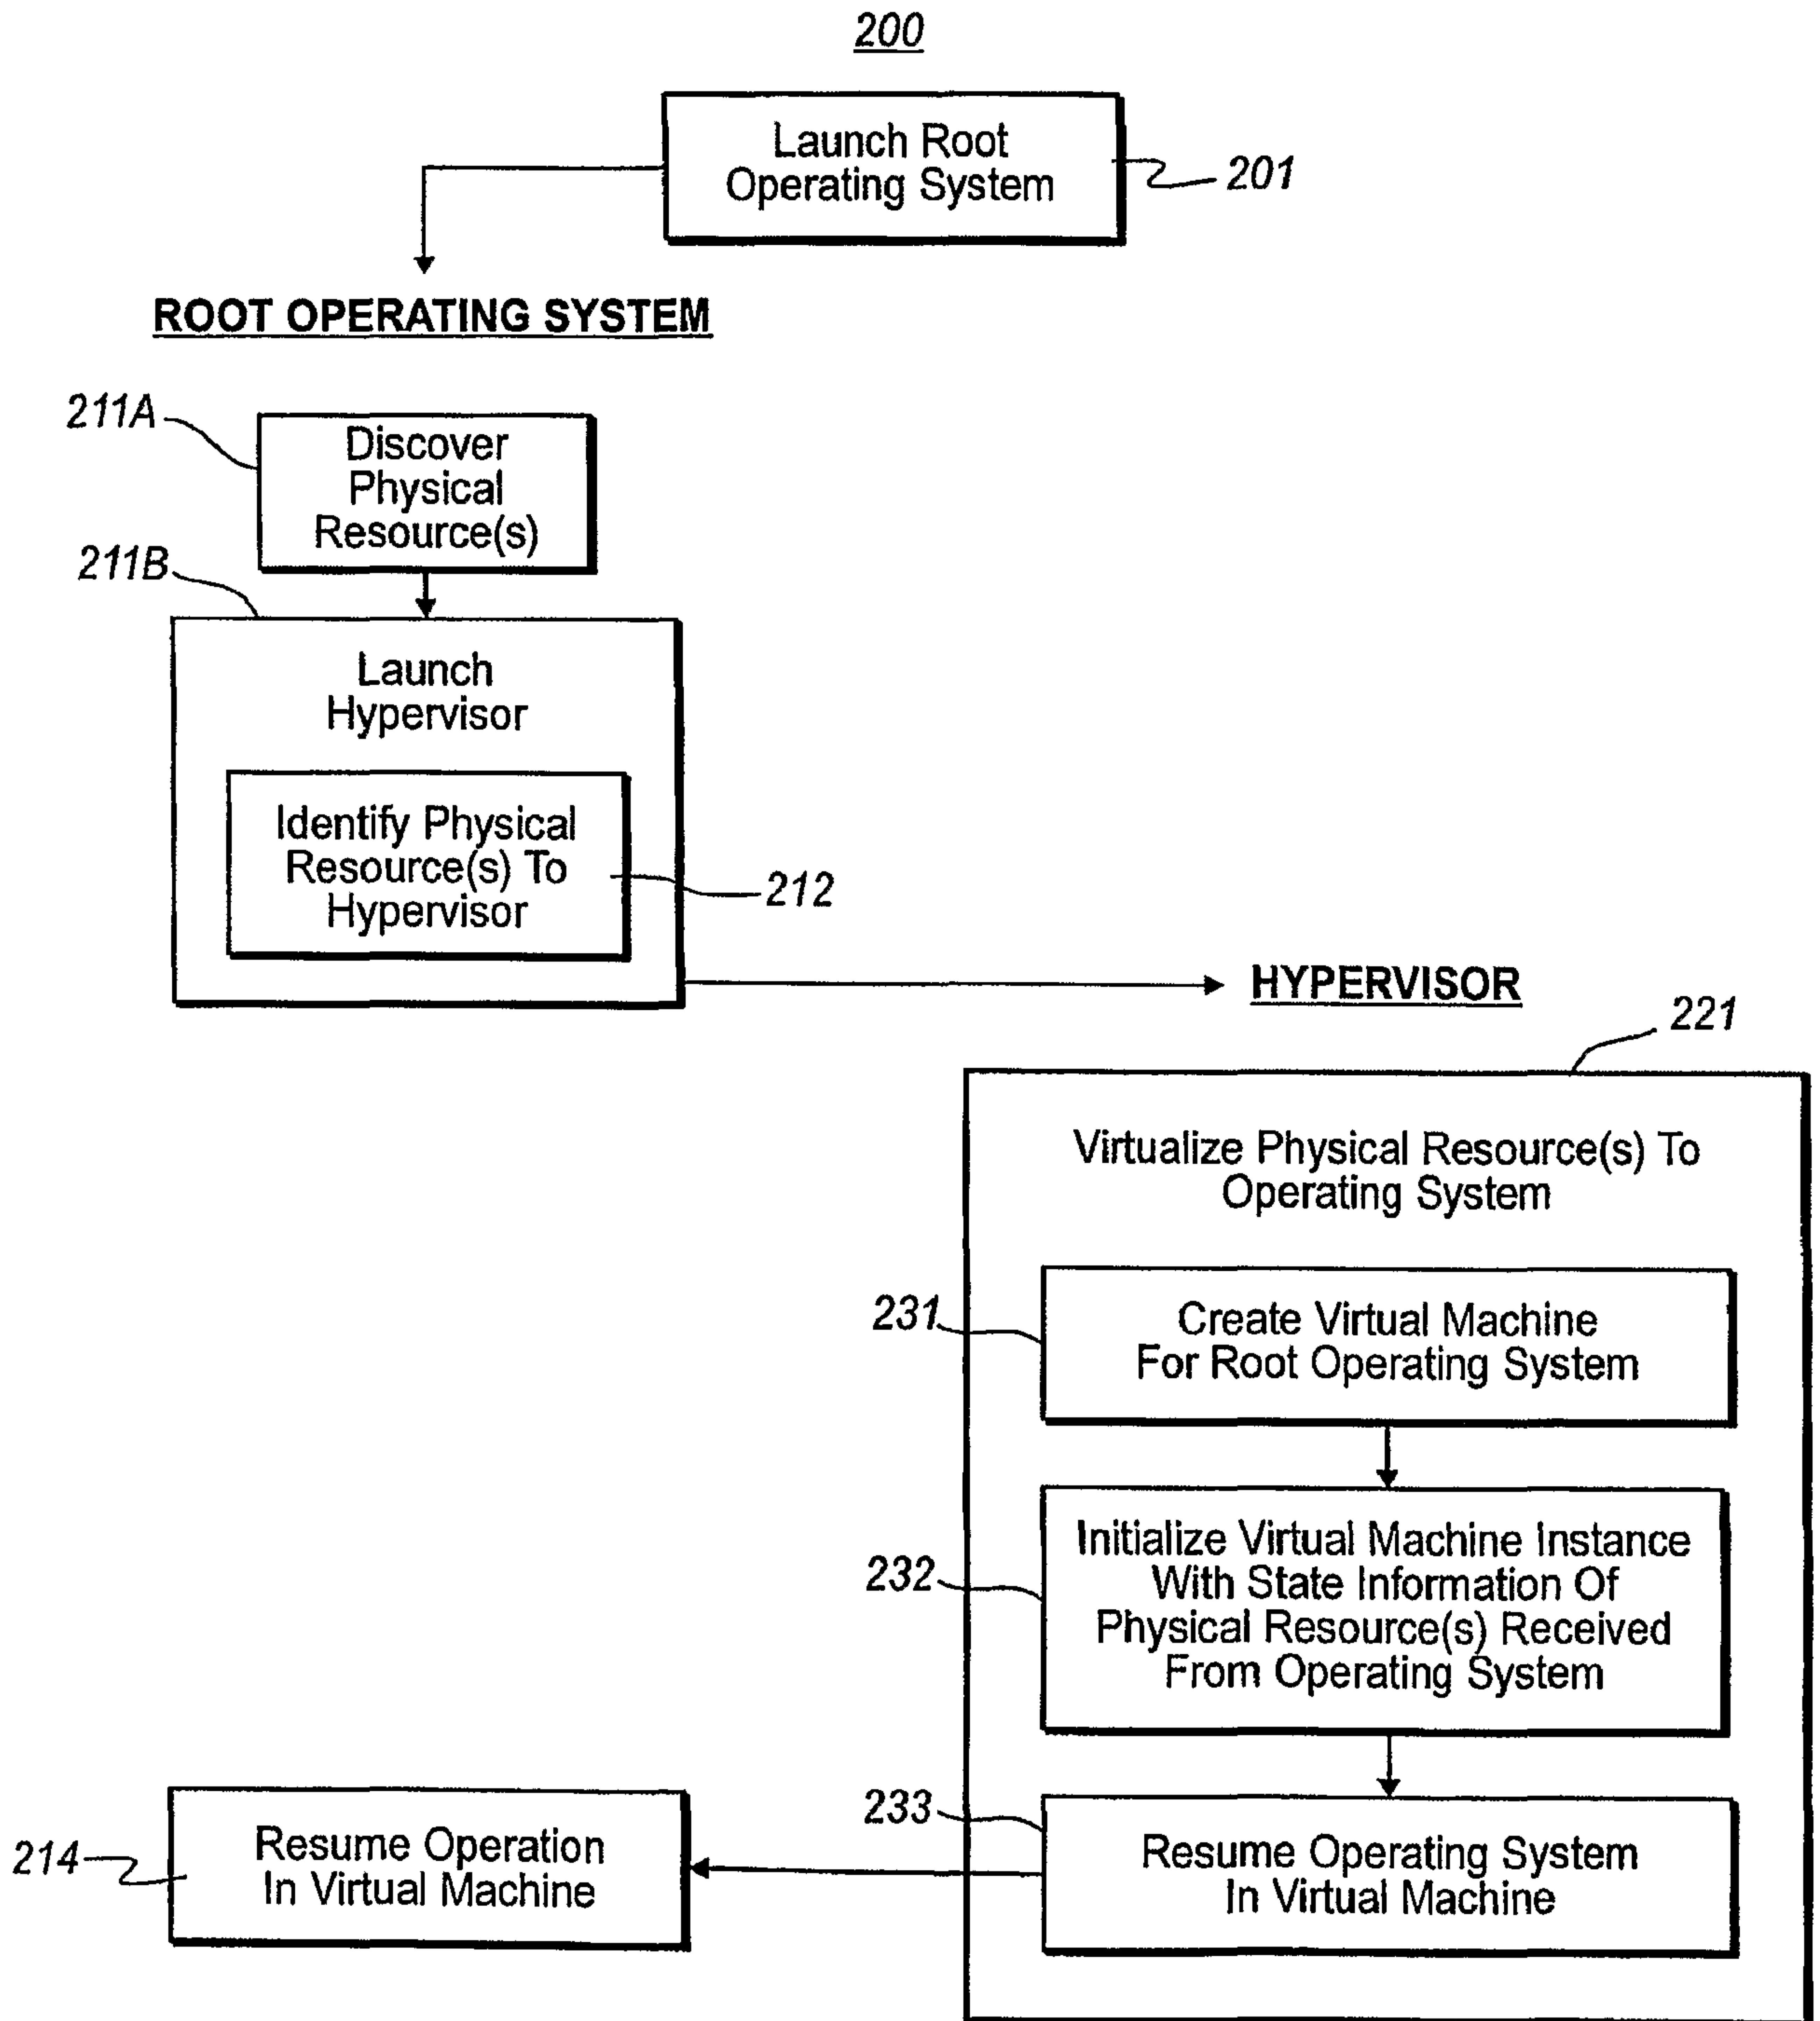 200
Launch Root
Operating System
201
ROOT OPERATING SYSTEM
211A
Discover
Physical
Resource(s)
211B
Launch
Hypervisor
Identify Physical
Resource(s) To
Hypervisor
212
HYPERVISOR
221
Virtualize Physical Resource(s) To
Operating System
231
Create Virtual Machine
For Root Operating System
232
Initialize Virtual Machine Instance
With State Information Of
Physical Resource(s) Received
From Operating System
233
Resume Operating System
In Virtual Machine
214
Resume Operation
In Virtual Machine